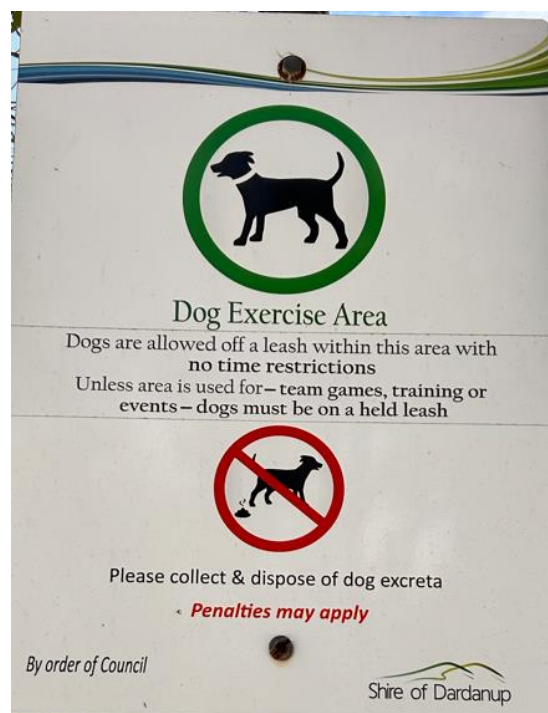 Dog Exercise Area
Dogs are allowed off a leash within this area with
no time restrictions
Unless area is used for – team games, training or
events – dogs must be on a held leash
Please collect & dispose of dog excreta
Penalties may apply
By order of Council
Shire of Dardanup